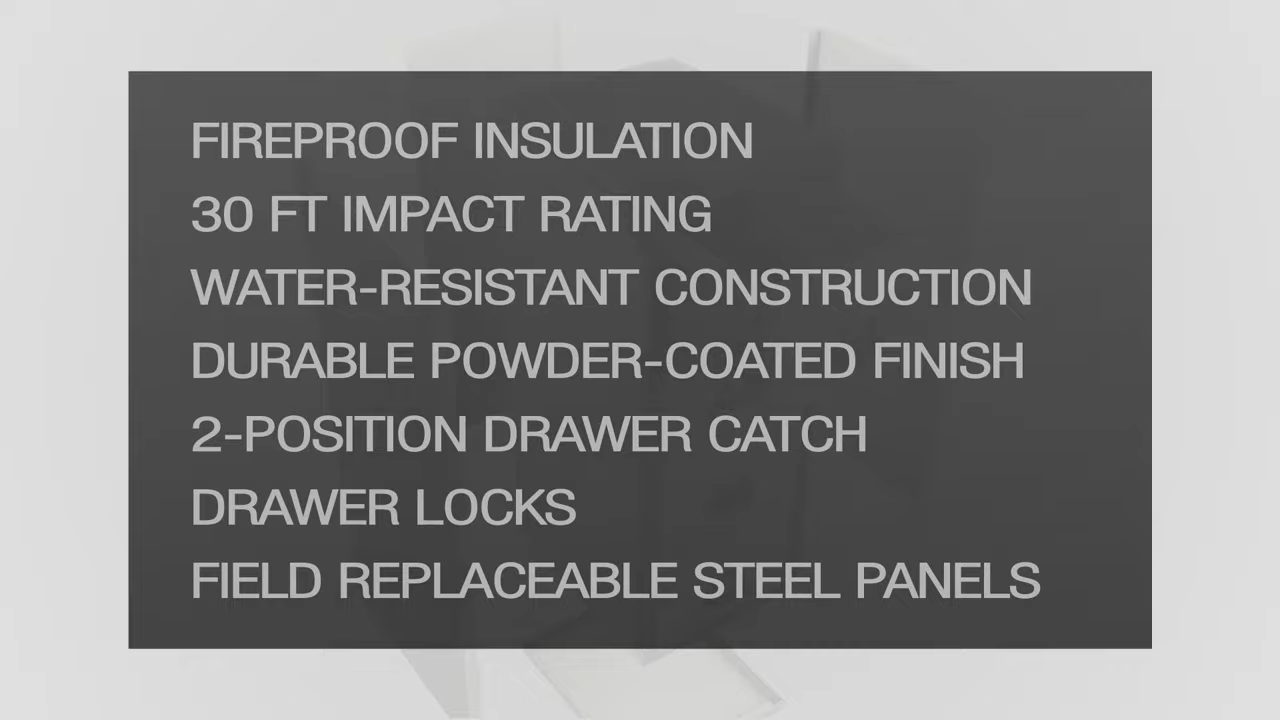 FIREPROOF INSULATION
30 FT IMPACT RATING
WATER-RESISTANT CONSTRUCTION
DURABLE POWDER-COATED FINISH
2-POSITION DRAWER CATCH
DRAWER LOCKS
FIELD REPLACEABLE STEEL PANELS